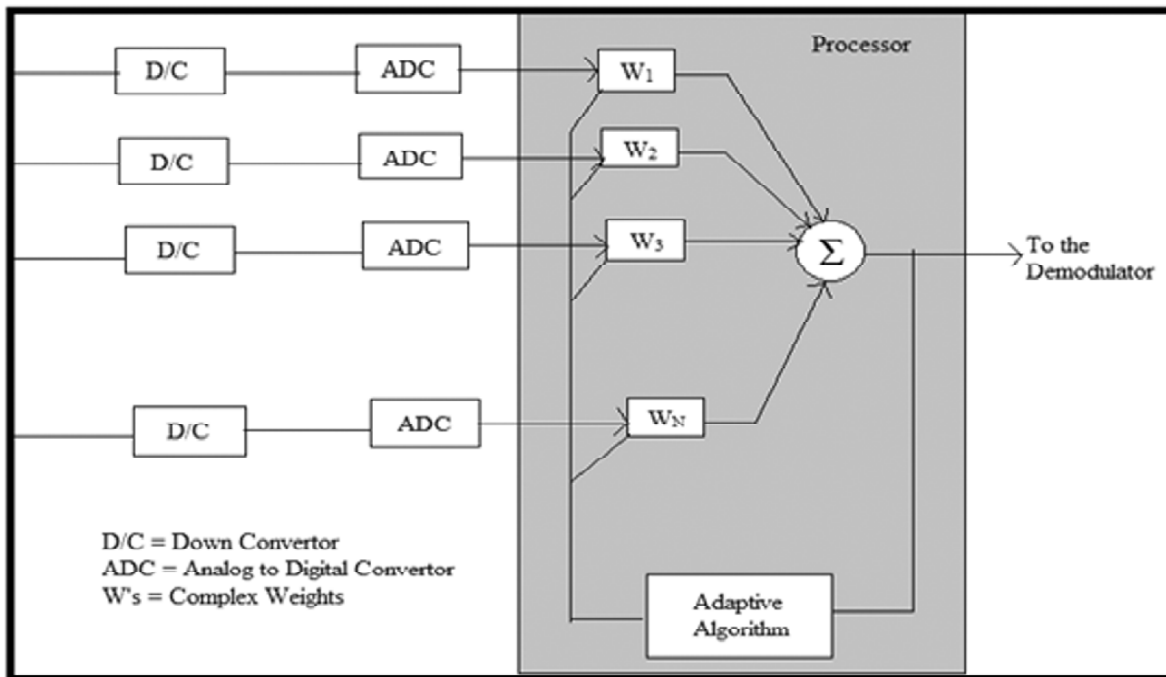 Processor
D/C ADC W₁
D/C ADC W₂
D/C ADC W₃
Σ
To the
Demodulator
D/C ADC W_N
D/C = Down Convertor
ADC = Analog to Digital Convertor
W's = Complex Weights
Adaptive
Algorithm